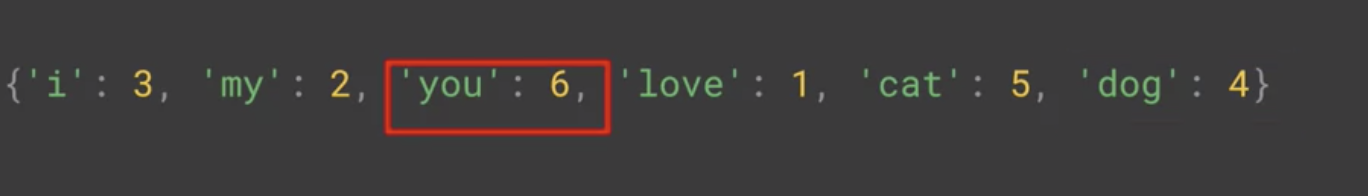 {'i': 3, 'my': 2, 'you': 6, 'love': 1, 'cat': 5, 'dog': 4}